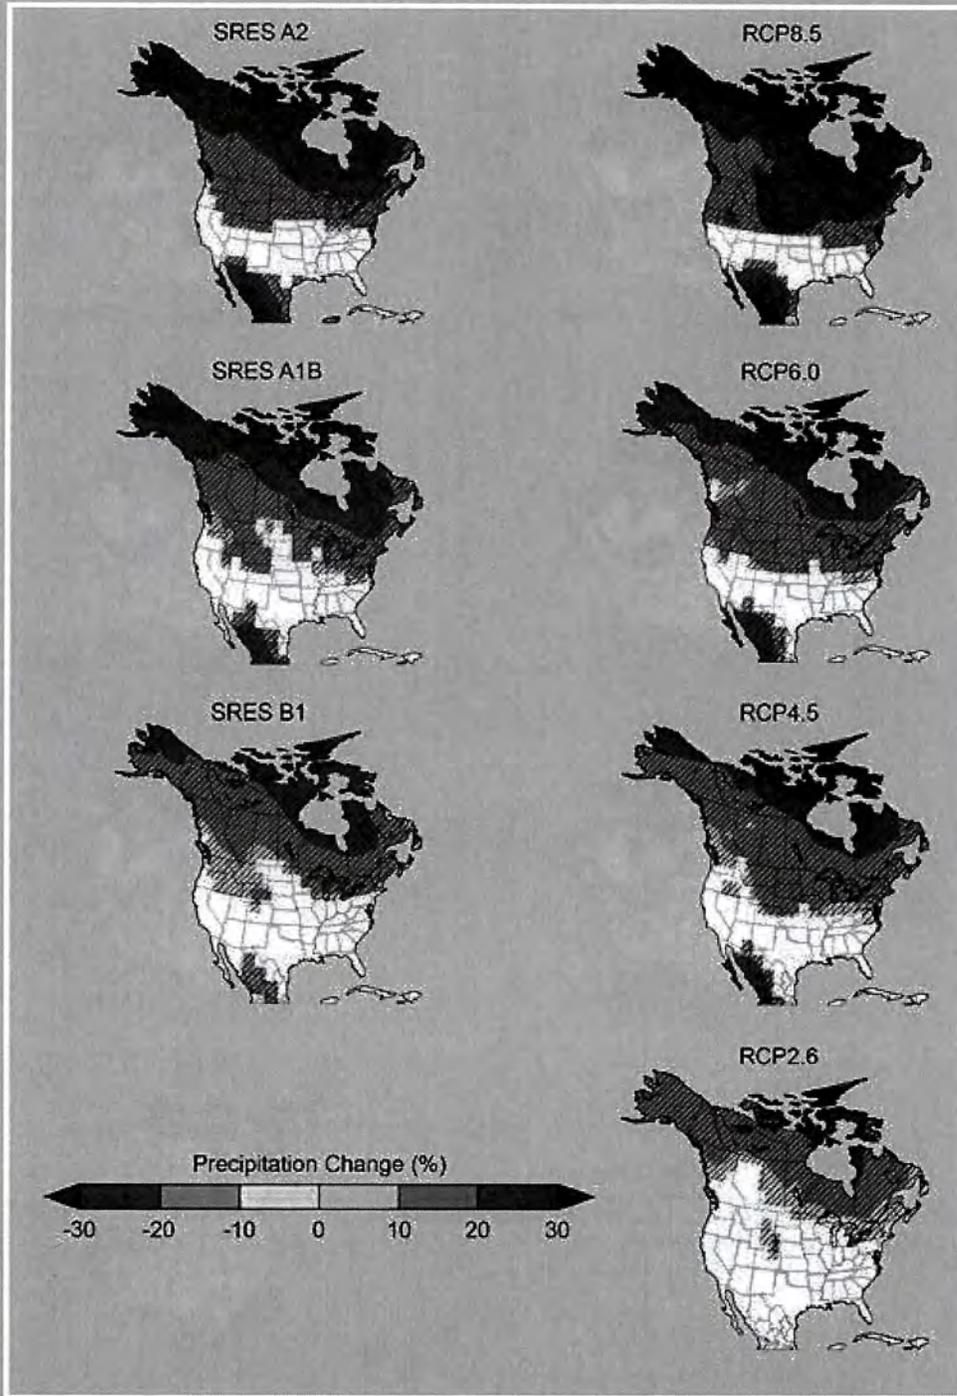 SRES A2
RCP8.5
SRES A1B
RCP6.0
SRES B1
RCP4.5
RCP2.6
Precipitation Change (%)
-30 -20 -10 0 10 20 30